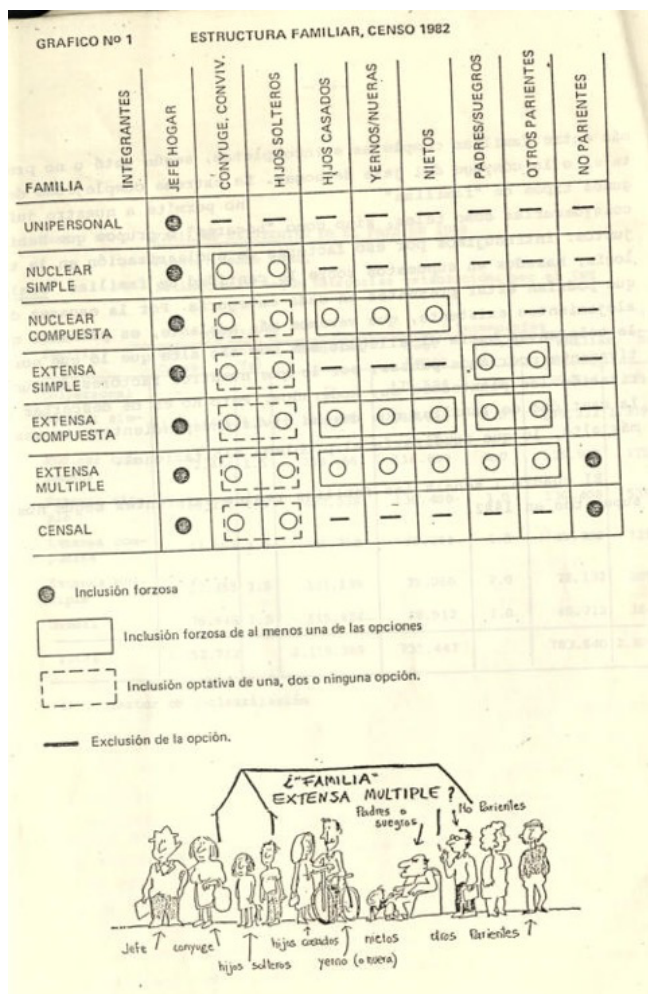 GRAFICO Nº 1
ESTRUCTURA FAMILIAR, CENSO 1982
FAMILIA
INTEGRANTES
JEFE HOGAR
CÓNYUGE, CONVIV.
HIJOS SOLTEROS
HIJOS CASADOS
YERNOS/NUERAS
NIETOS
PADRES/SUEGROS
OTROS PARIENTES
NO PARIENTES
UNIPERSONAL
NUCLEAR
SIMPLE
NUCLEAR
COMPUESTA
EXTENSA
SIMPLE
EXTENSA
COMPUESTA
EXTENSA
MULTIPLE
CENSAL
Inclusión forzosa
Inclusión forzosa de al menos una de las opciones
Inclusión optativa de una, dos o ninguna opción.
Exclusión de la opción.
¿"FAMILIA"
EXTENSA MULTIPLE?
Padres o
suegros
No Parientes
Jefe
conyuge
hijos solteros
hijos casados
yerno (o nuera)
nietos
otros Parientes